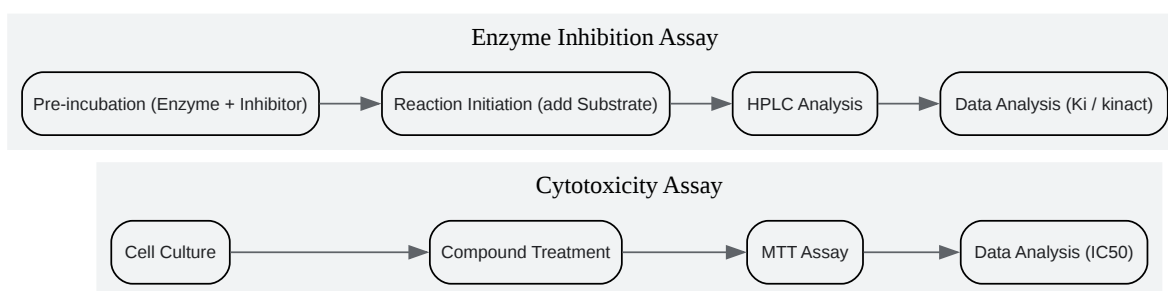 Enzyme Inhibition Assay
Pre-incubation (Enzyme + Inhibitor)
Reaction Initiation (add Substrate)
HPLC Analysis
Data Analysis (Ki / kinact)
Cytotoxicity Assay
Cell Culture
Compound Treatment
MTT Assay
Data Analysis (IC50)